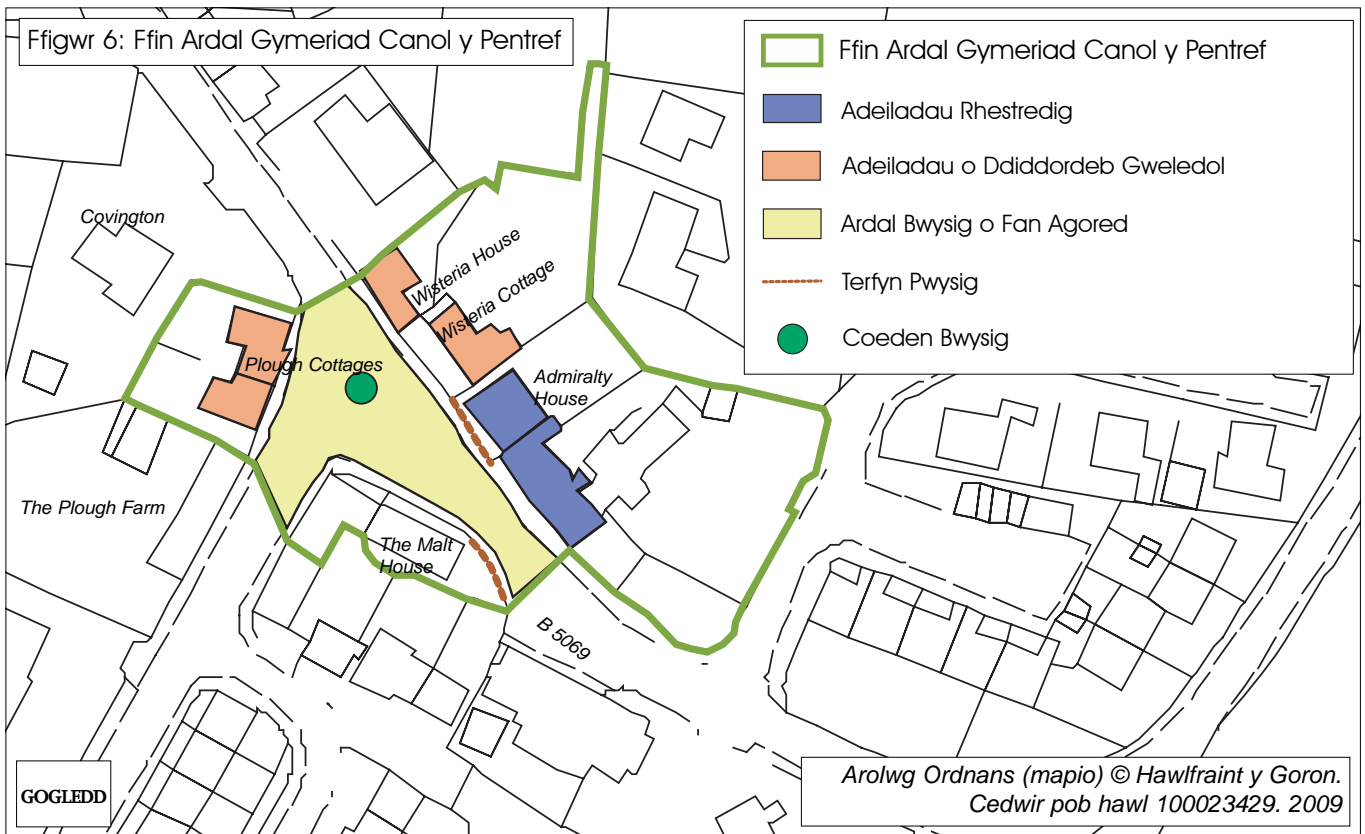 Ffigwr 6: Ffin Ardal Gymeriad Canol y Pentref
Ffin Ardal Gymeriad Canol y Pentref
Adeiladau Rhestredig
Adeiladau o Ddiddordeb Gweledol
Ardal Bwysig o Fan Agored
Terfyn Pwysig
Coeden Bwysig
Covington
Wisteria House
Wisteria Cottage
Plough Cottages
Admiralty
House
The Plough Farm
The Malt
House
B 5069
GOGLEDD
Arolwg Ordnans (mapio) © Hawlfraint y Goron.
Cedwir pob hawl 100023429. 2009